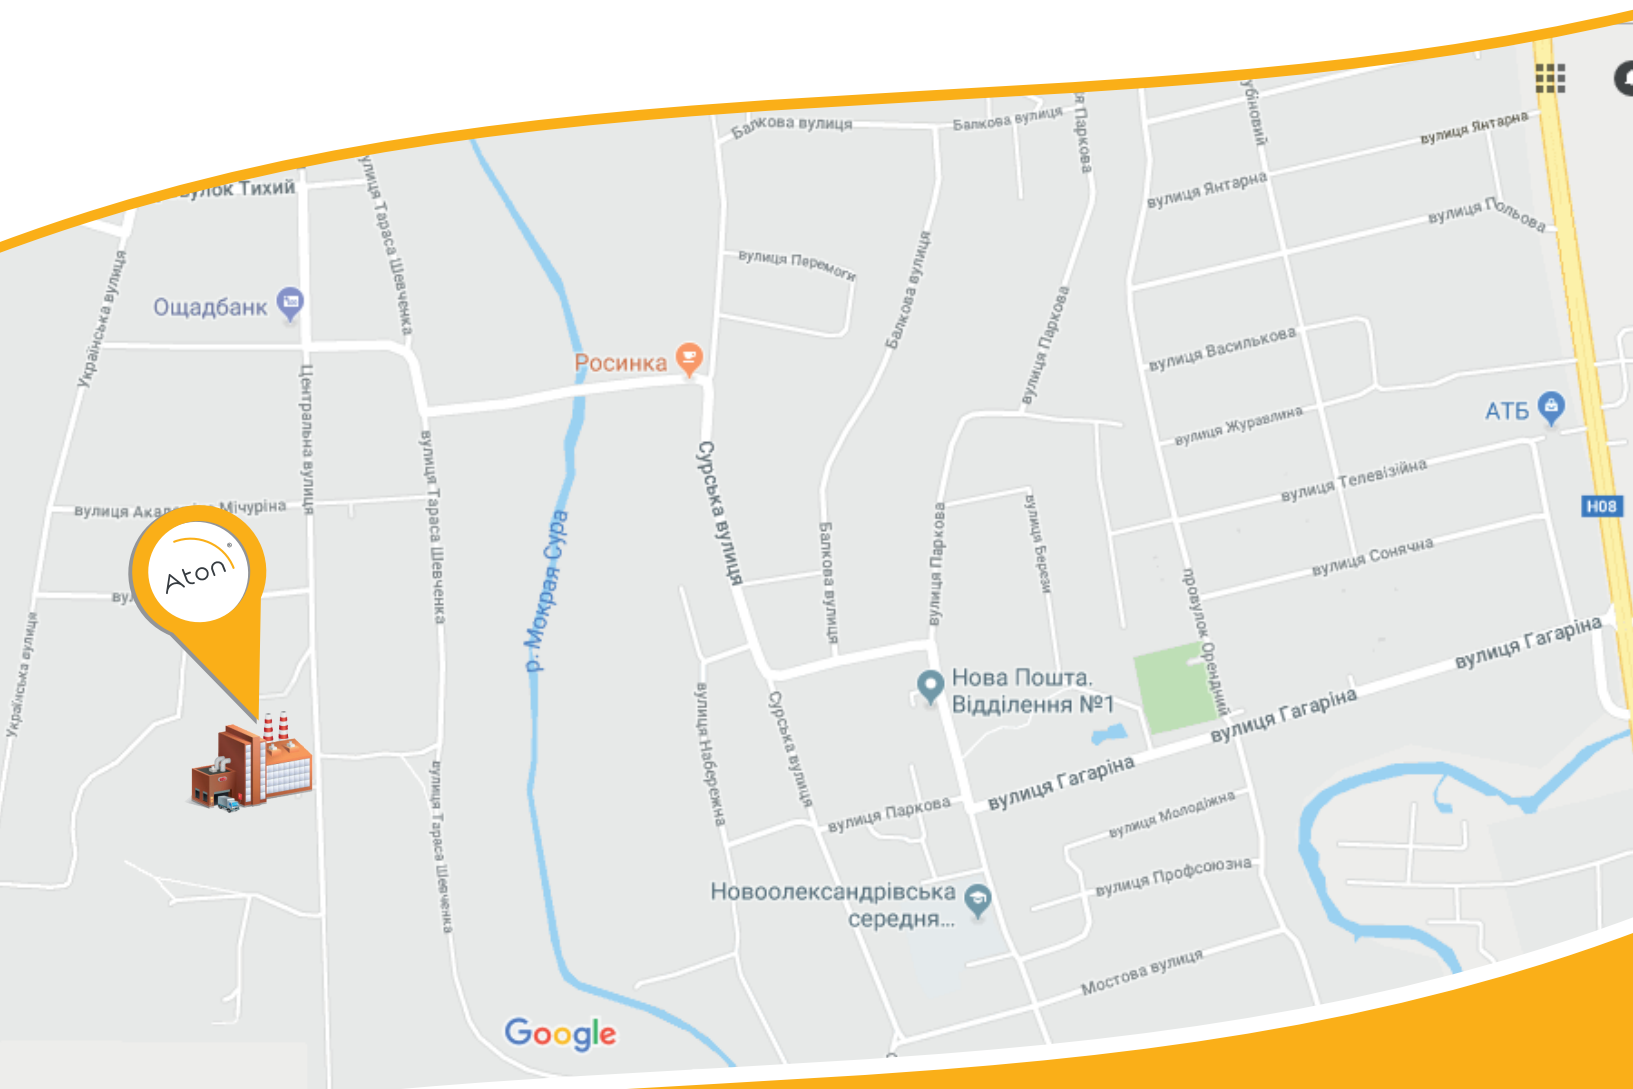 Балкова вулиця
Балкова вулиця
вулиця Янтарна
Тихий
Паркова
вулиця Тараса Шевченка
вулиця Янтарна
вулиця Польова
Українська вулиця
Ощадбанк
вулиця Перемоги
Балкова вулиця
вулиця Паркова
вулиця Василькова
Росинка
Центральна вулиця
вулиця Журавлина
АТБ
вулиця Тараса Шевченка
Сурська вулиця
вулиця Телевізійна
вулиця Мічуріна
H08
р. Мокрая Сура
Балкова вулиця
вулиця Паркова
вулиця Берези
вулиця Сонячна
Aton
®
провулок Орендний
Українська вулиця
вулиця Гагаріна
Нова Пошта.
Відділення №1
вулиця Набережна
Сурська вулиця
вулиця Гагаріна
вулиця Гагаріна
вулиця Тараса Шевченка
вулиця Паркова
вулиця Молодіжна
вулиця Профсоюзна
Новоолександрівська
середня...
Мостова вулиця
Google